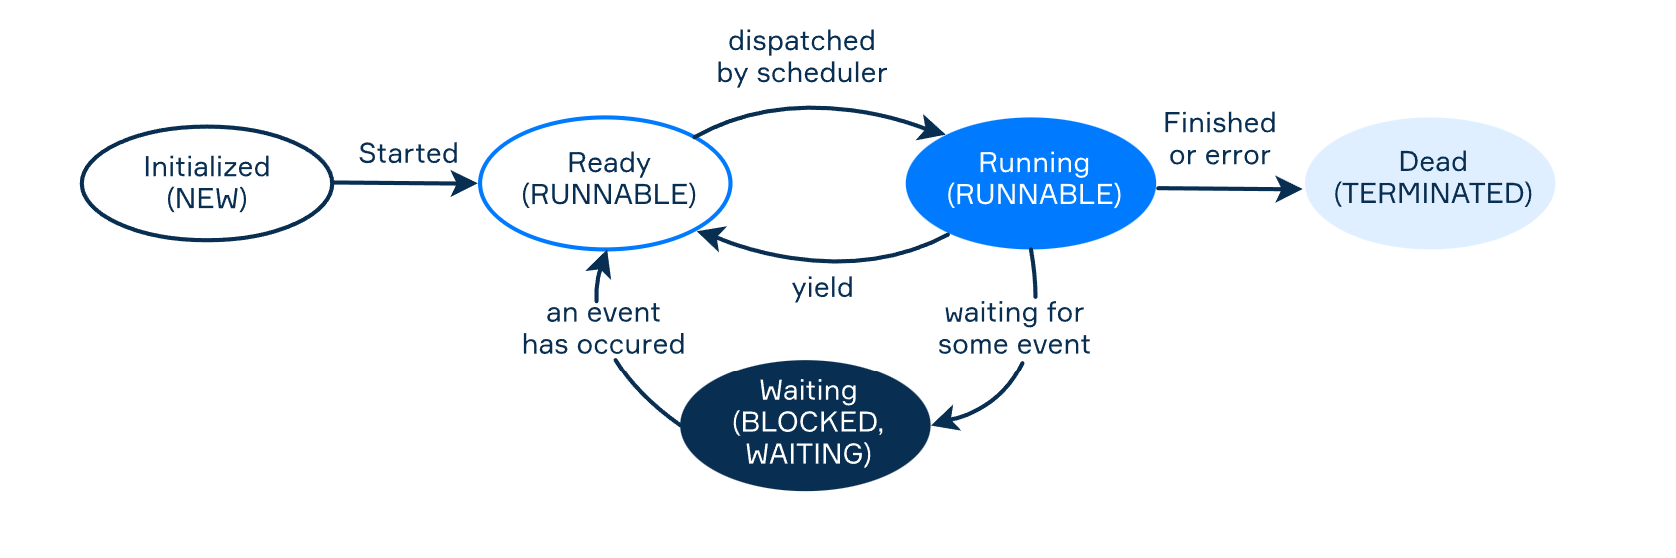 dispatched
by scheduler
Initialized
(NEW)
Started
Ready
(RUNNABLE)
Running
(RUNNABLE)
Finished
or error
Dead
(TERMINATED)
yield
an event
has occured
waiting for
some event
Waiting
(BLOCKED,
WAITING)